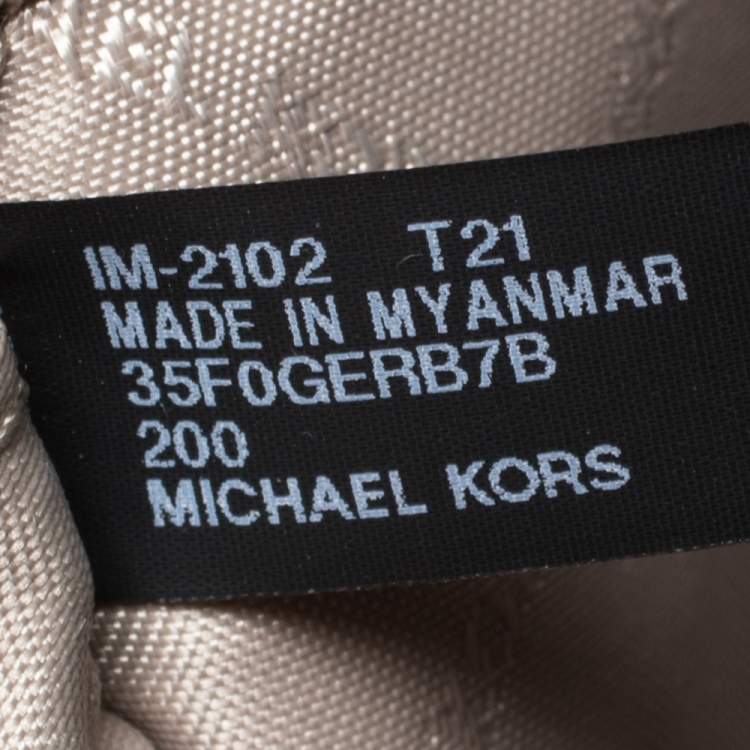 IM-2102 T21
MADE IN MYANMAR
35F0GERB7B
200
MICHAEL KORS